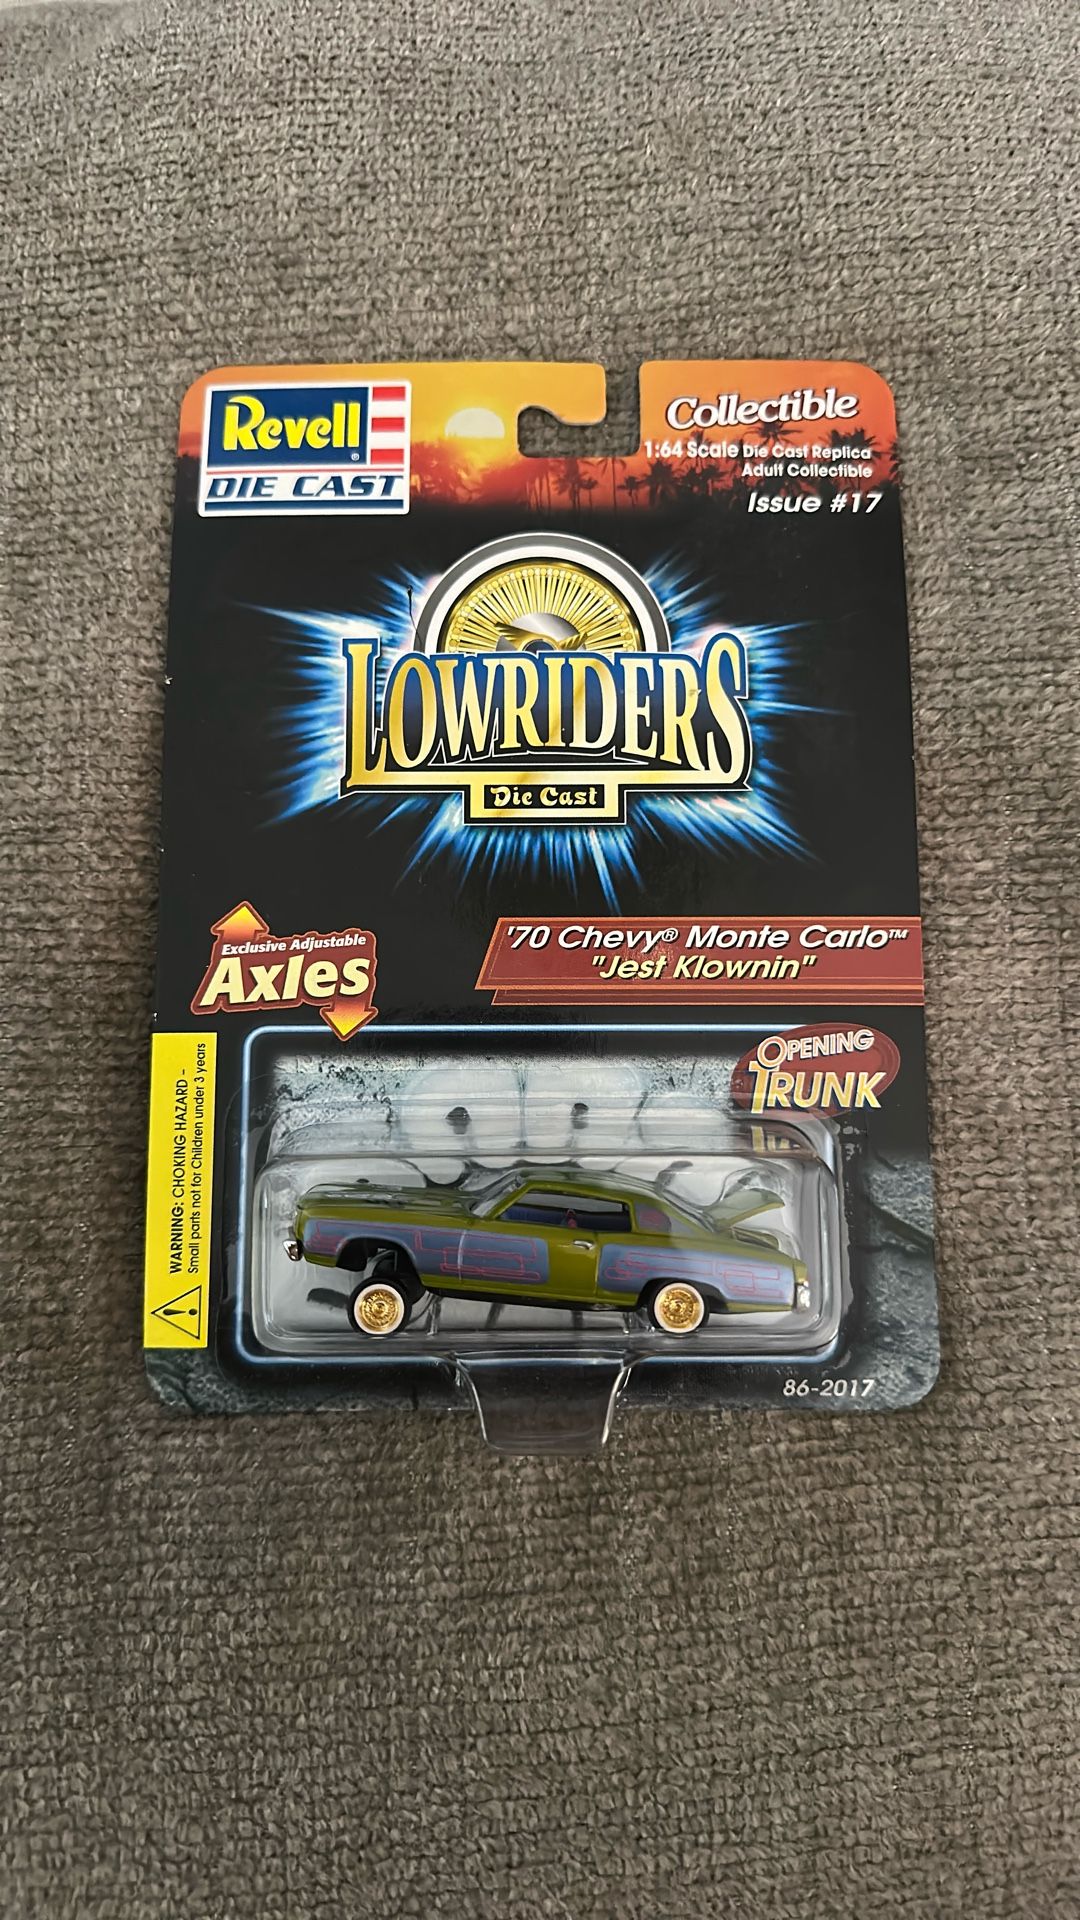 Revell®
DIE CAST
Collectible
1:64 Scale Die Cast Replica
Adult Collectible
Issue #17
LOWRIDERS
Die Cast
Exclusive Adjustable
Axles
'70 Chevy® Monte Carlo™
"Jest Klownin"
OPENING
TRUNK
WARNING: CHOKING HAZARD –
Small parts not for Children under 3 years
86-2017